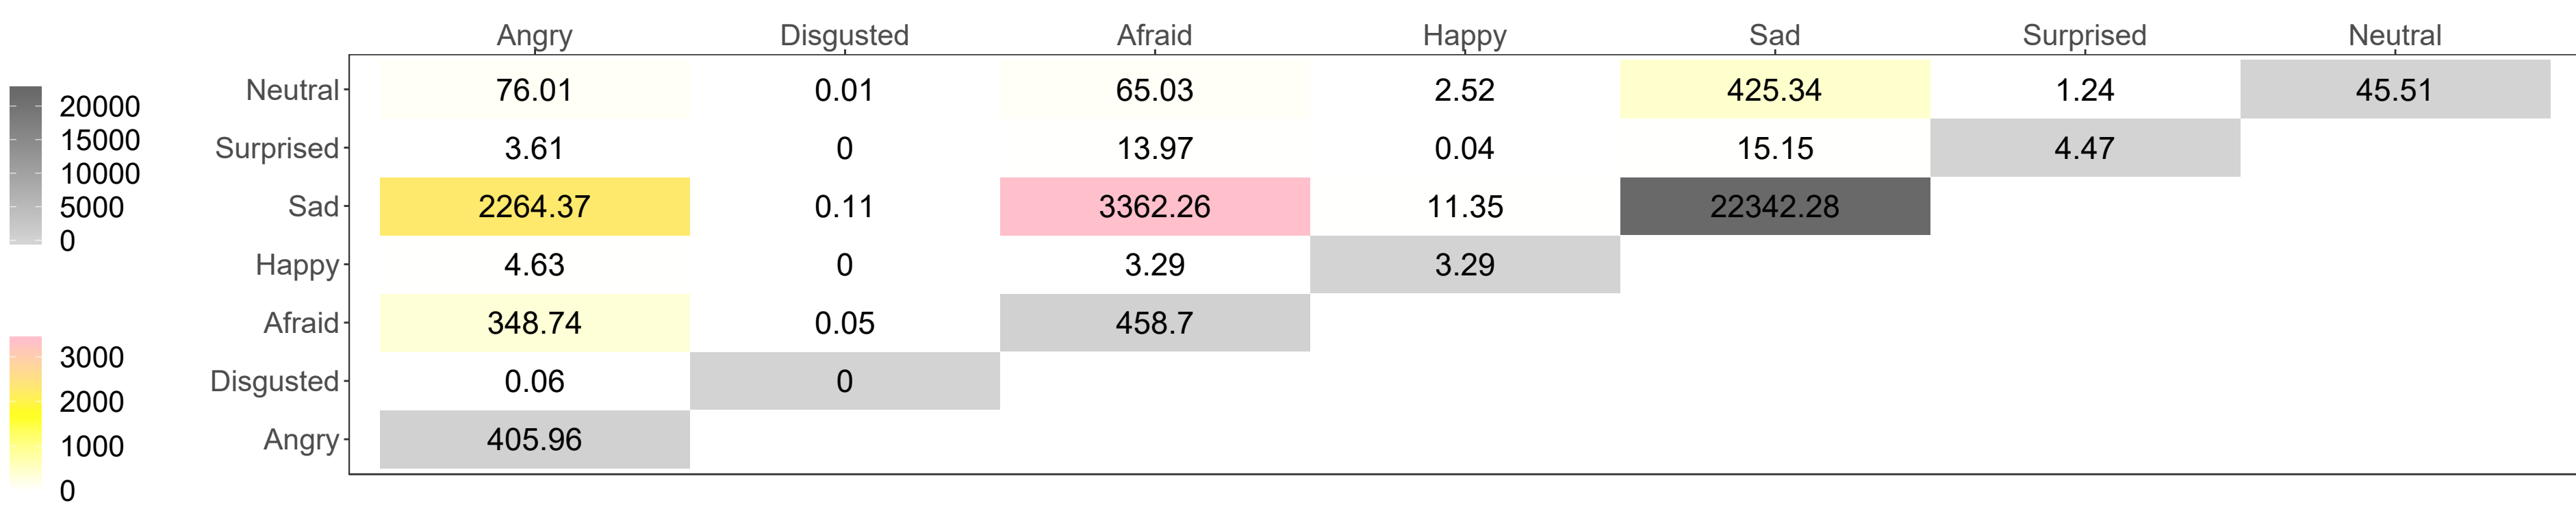 Angry Disgusted Afraid Happy Sad Surprised Neutral
Neutral 76.01 0.01 65.03 2.52 425.34 1.24 45.51
Surprised 3.61 0 13.97 0.04 15.15 4.47
Sad 2264.37 0.11 3362.26 11.35 22342.28
Happy 4.63 0 3.29 3.29
Afraid 348.74 0.05 458.7
Disgusted 0.06 0
Angry 405.96
20000
15000
10000
5000
0
3000
2000
1000
0